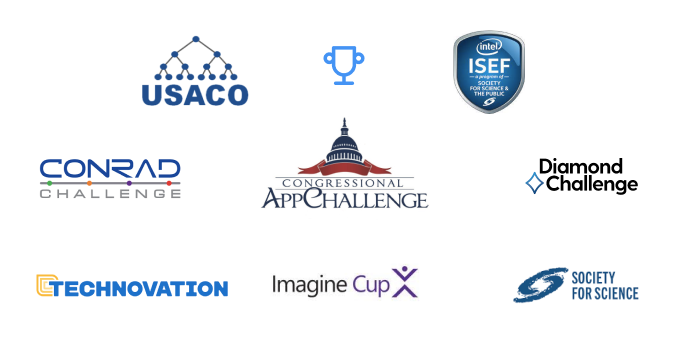 USACO
intel
ISEF
a program of
SOCIETY
FOR SCIENCE &
THE PUBLIC
CONRAD
CHALLENGE
CONGRESSIONAL
APPCHALLENGE
Diamond
Challenge
TECHNOVATION
Imagine Cup
SOCIETY
FOR SCIENCE